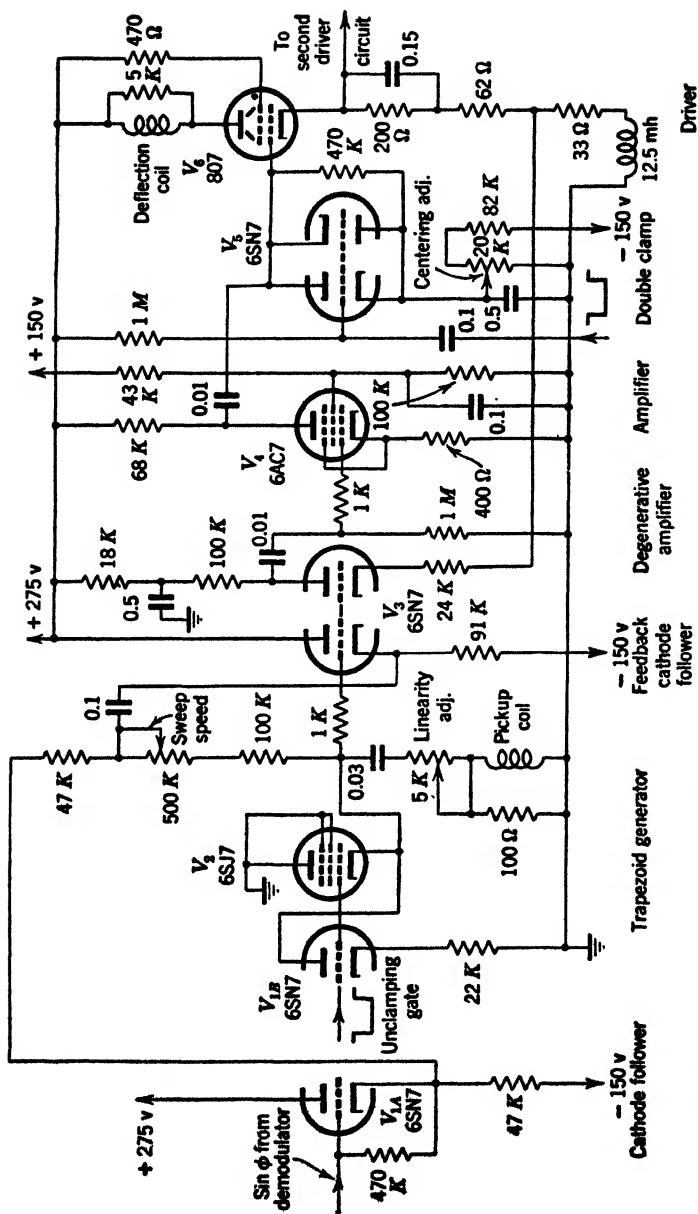 + 275 v
Sin ϕ from
demodulator
470
K
V1A
6SN7
47 K
− 150 v
Cathode follower
V1B
6SN7
Unclamping
gate
22 K
V2
6SJ7
Trapezoid generator
47 K
0.1
Sweep
speed
500 K
100 K
1 K
0.03
Linearity
adj.
5 K
Pickup
coil
100 Ω
+ 275 v
18 K
0.5
100 K
0.01
V3
6SN7
24 K
91 K
− 150 v
Feedback
cathode
follower
1 M
Degenerative
amplifier
68 K
43
K
+ 150 v
0.01
V4
6AC7
1 K
400 Ω
100 K
0.1
Amplifier
1 M
V5
6SN7
470
K
Centering adj.
20
K
82 K
0.1
0.5
− 150 v
Double clamp
Deflection
coil
5
K
470
Ω
V6
807
To second
driver
circuit
0.15
200
Ω
62 Ω
33 Ω
12.5 mh
Driver